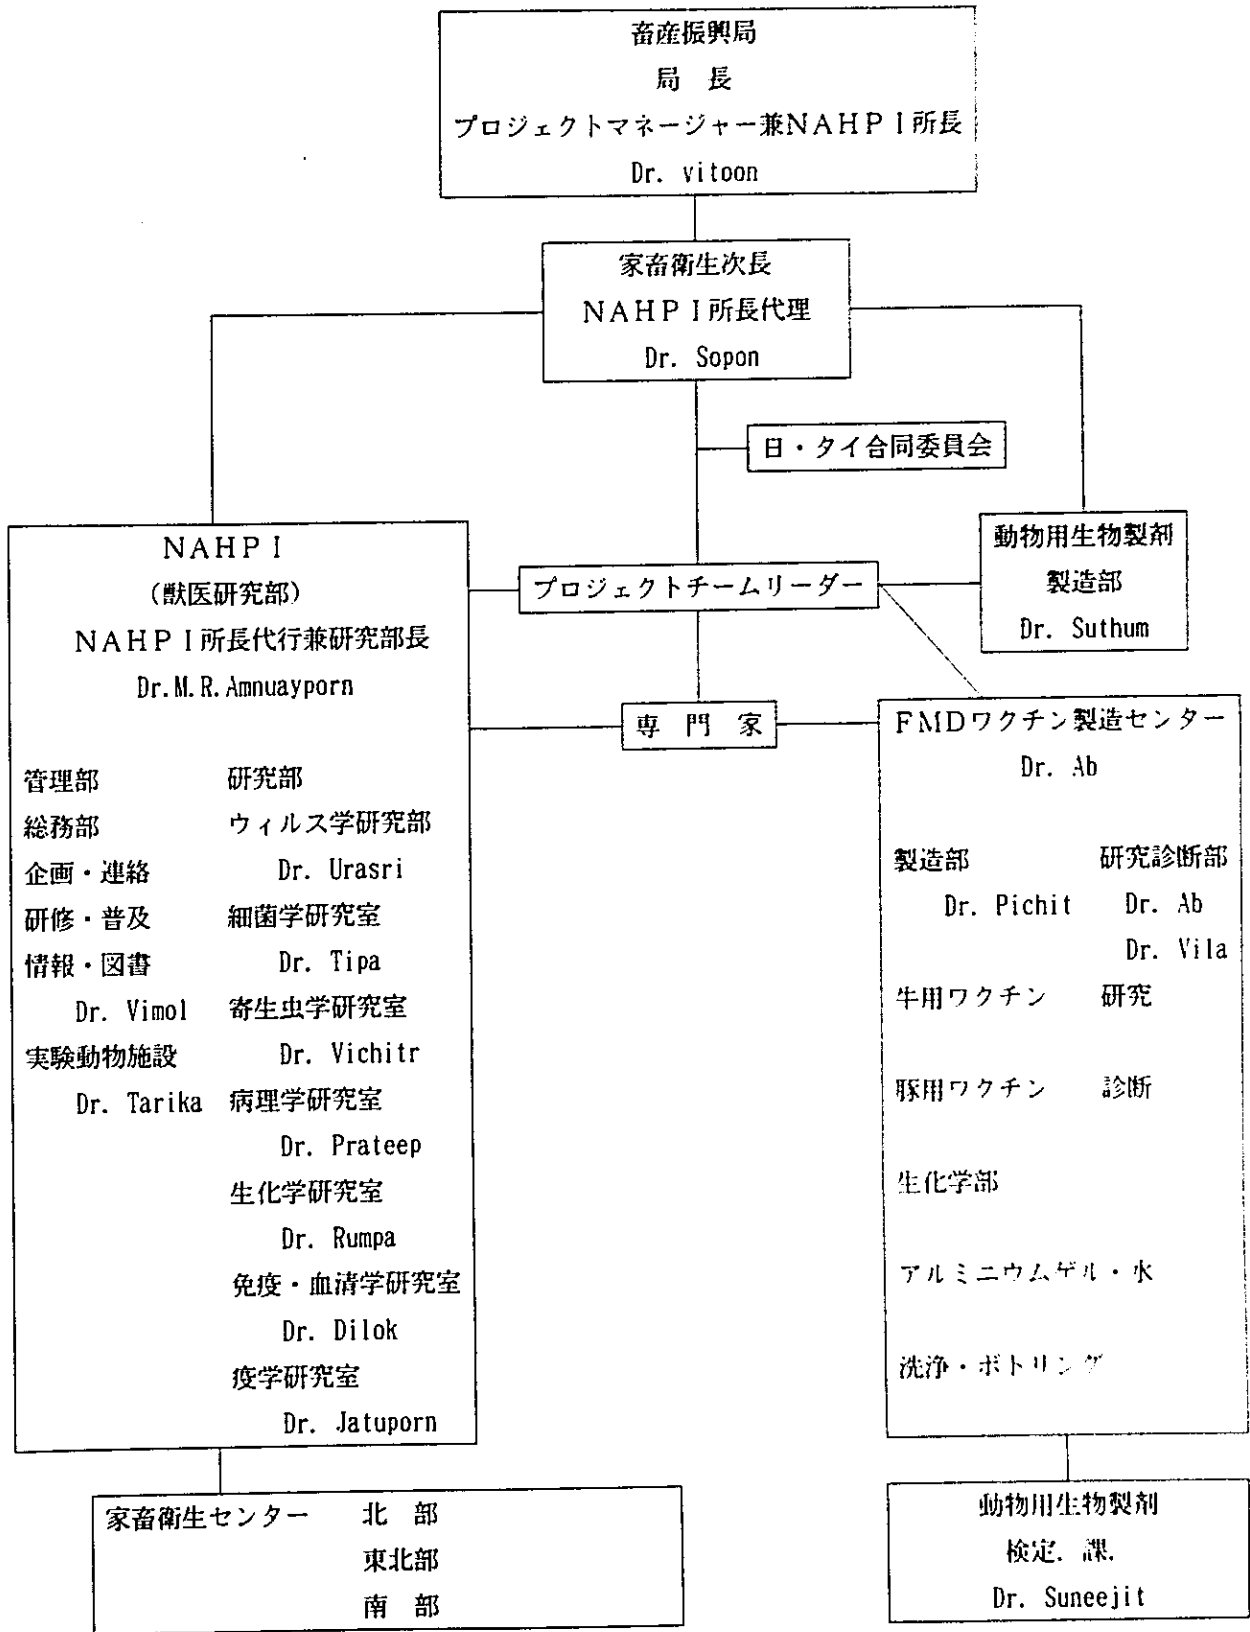 畜産振興局
局 長
プロジェクトマネージャー兼NAHPI所長
Dr. vitoon
家畜衛生次長
NAHPI所長代理
Dr. Sopon
日・タイ合同委員会
NAHPI
(獣医研究部)
NAHPI所長代行兼研究部長
Dr.M.R.Amnuayporn
管理部 研究部
総務部 ウィルス学研究部
企画・連絡 Dr. Urasri
研修・普及 細菌学研究室
情報・図書 Dr. Tipa
Dr. Vimol 寄生虫学研究室
実験動物施設 Dr. Vichitr
Dr. Tarika 病理学研究室
Dr. Prateep
生化学研究室
Dr. Rumpa
免疫・血清学研究室
Dr. Dilok
疫学研究室
Dr. Jatuporn
プロジェクトチームリーダー
専 門 家
動物用生物製剤
製造部
Dr. Suthum
FMDワクチン製造センター
Dr. Ab
製造部 研究診断部
Dr. Pichit Dr. Ab
Dr. Vila
牛用ワクチン 研究
豚用ワクチン 診断
生化学部
アルミニウムゲル・水
洗浄・ボトリング
家畜衛生センター 北 部
東北部
南 部
動物用生物製剤
検定. 課.
Dr. Suneejit